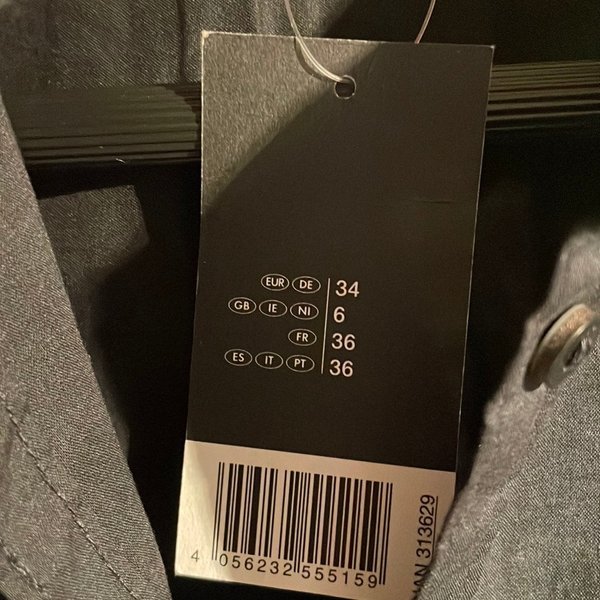 EUR DE 34
GB IE NI 6
FR 36
ES IT PT 36
4 056232 555159
IAN 313629